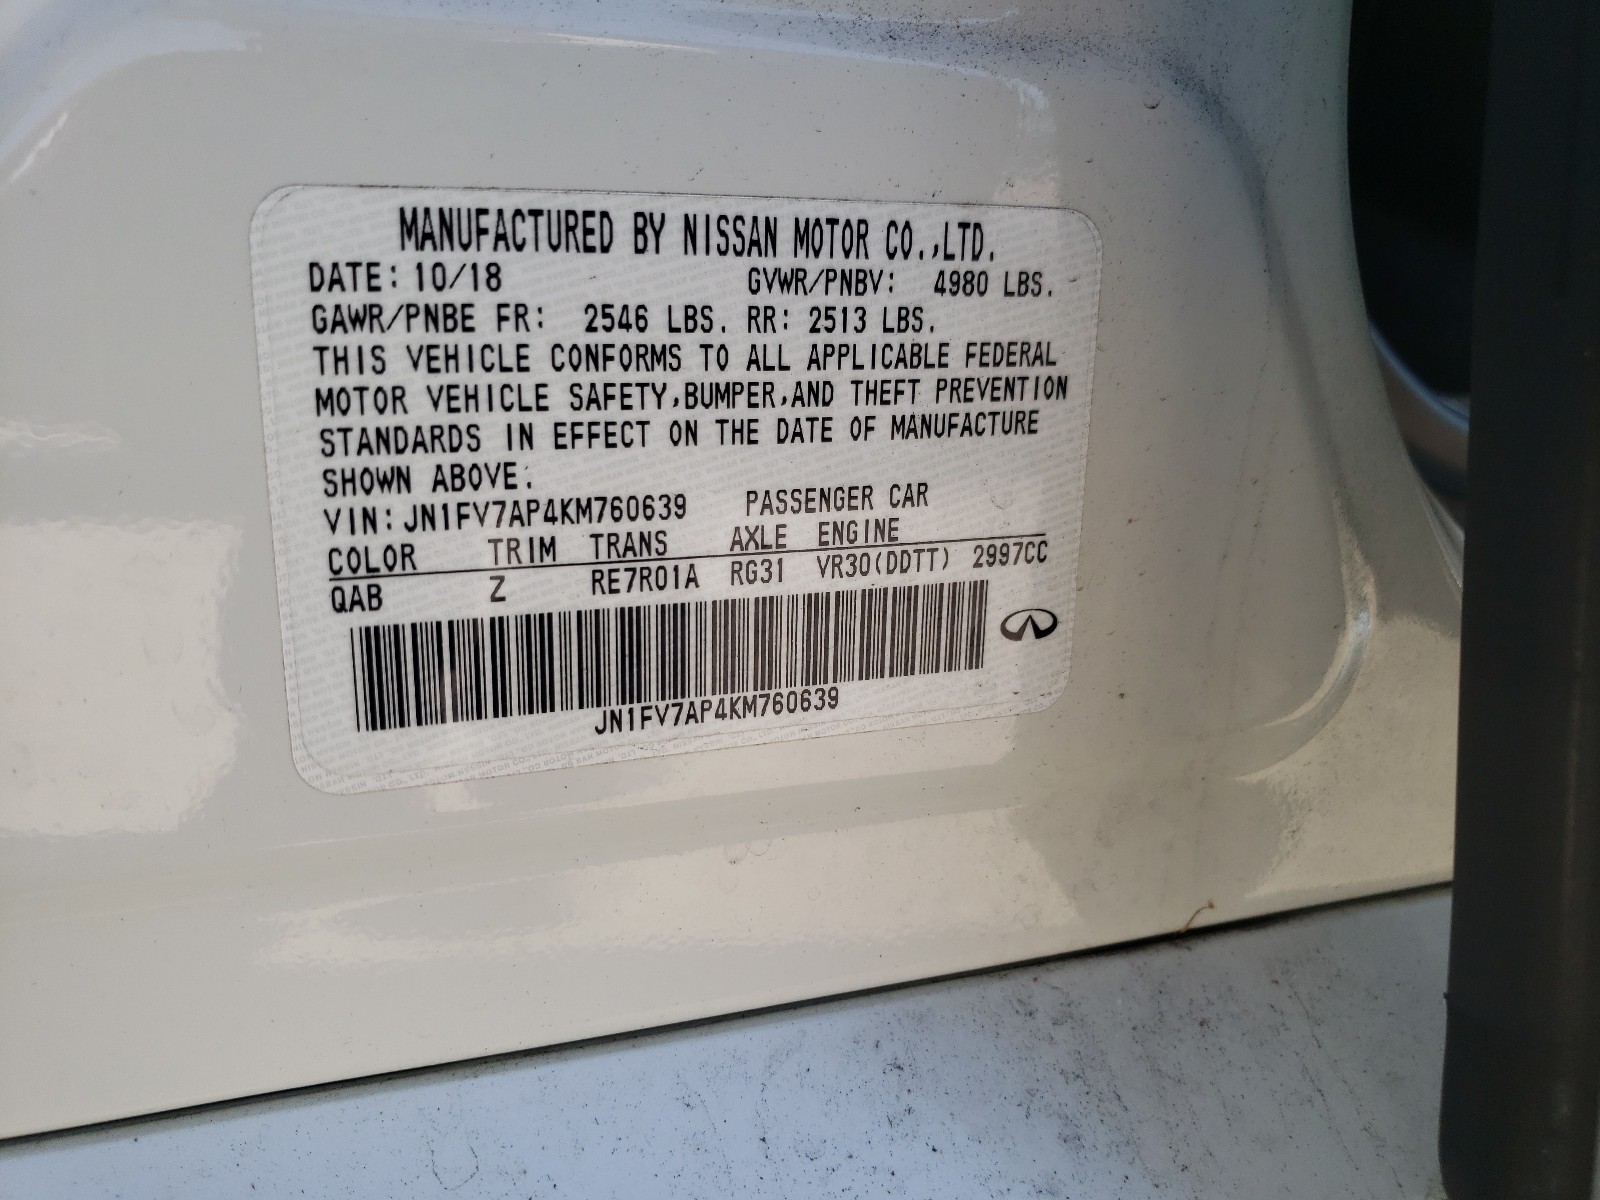 MANUFACTURED BY NISSAN MOTOR CO.,LTD.
DATE: 10/18 GVWR/PNBV: 4980 LBS.
GAWR/PNBE FR: 2546 LBS. RR: 2513 LBS.
THIS VEHICLE CONFORMS TO ALL APPLICABLE FEDERAL
MOTOR VEHICLE SAFETY,BUMPER,AND THEFT PREVENTION
STANDARDS IN EFFECT ON THE DATE OF MANUFACTURE
SHOWN ABOVE.
VIN: JN1FV7AP4KM760639 PASSENGER CAR
COLOR TRIM TRANS AXLE ENGINE
QAB Z RE7R01A RG31 VR30(DDTT) 2997CC
JN1FV7AP4KM760639